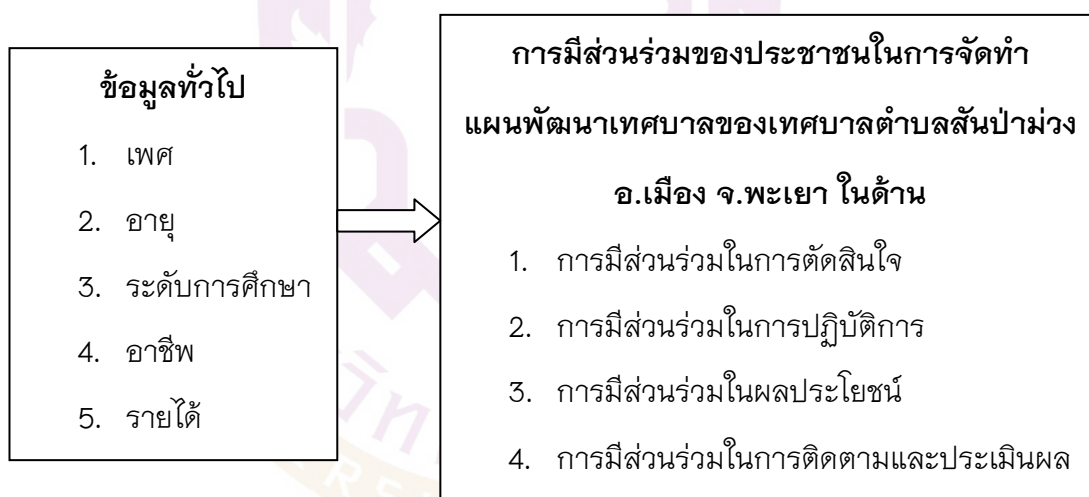 ข้อมูลทั่วไป
1. เพศ
2. อายุ
3. ระดับการศึกษา
4. อาชีพ
5. รายได้
การมีส่วนร่วมของประชาชนในการจัดทำ
แผนพัฒนาเทศบาลของเทศบาลตำบลสันป่าม่วง
อ.เมือง จ.พะเยา ในด้าน
1. การมีส่วนร่วมในการตัดสินใจ
2. การมีส่วนร่วมในการปฏิบัติการ
3. การมีส่วนร่วมในผลประโยชน์
4. การมีส่วนร่วมในการติดตามและประเมินผล